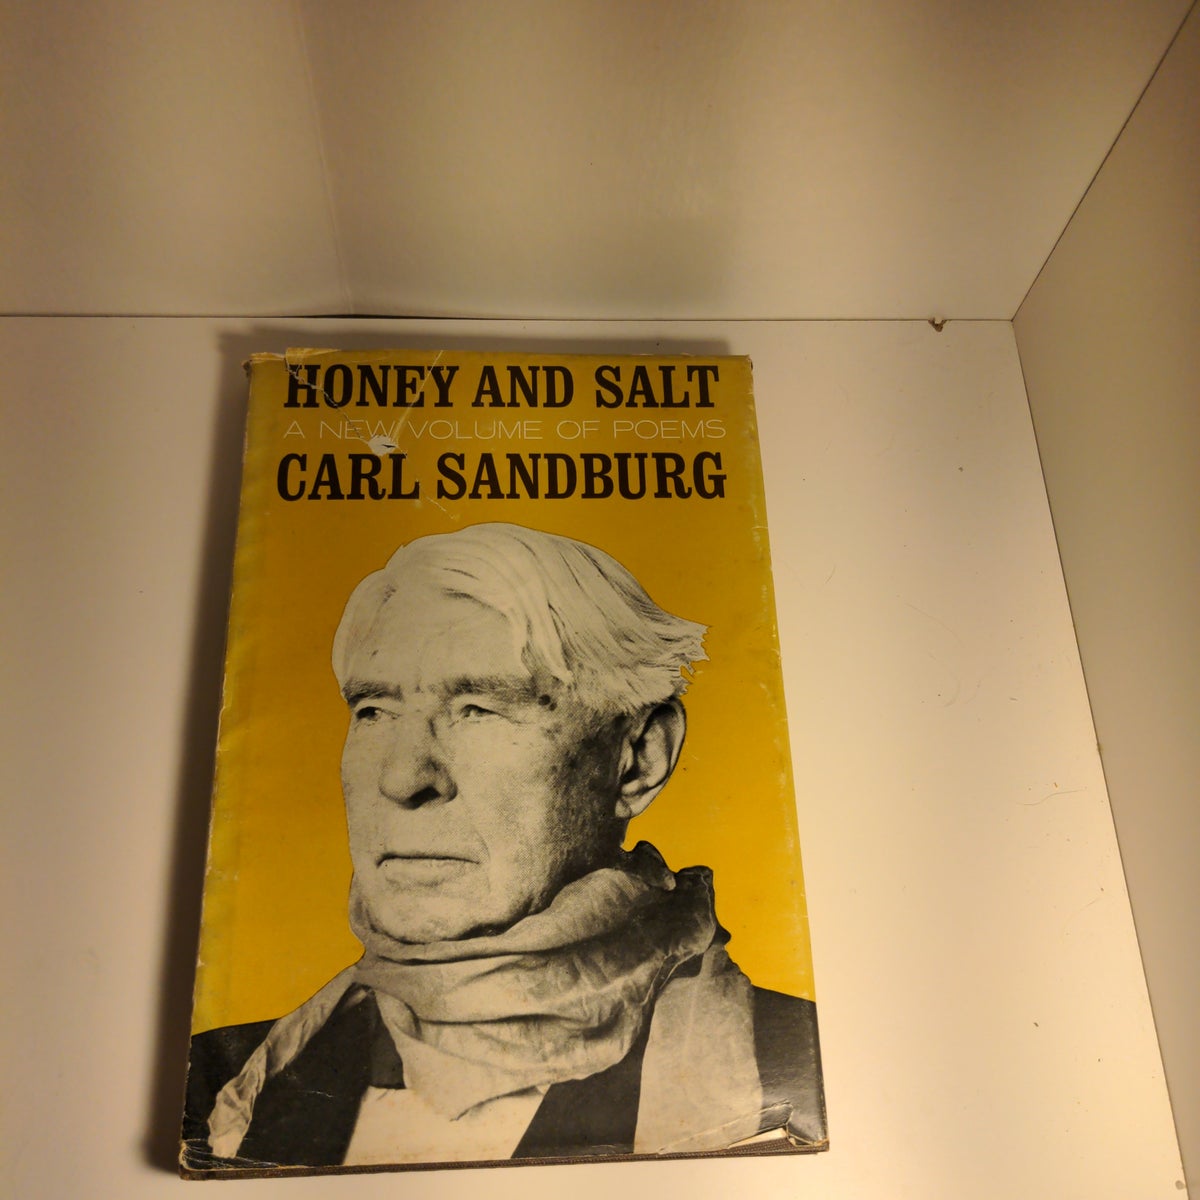 HONEY AND SALT
A NEW VOLUME OF POEMS
CARL SANDBURG